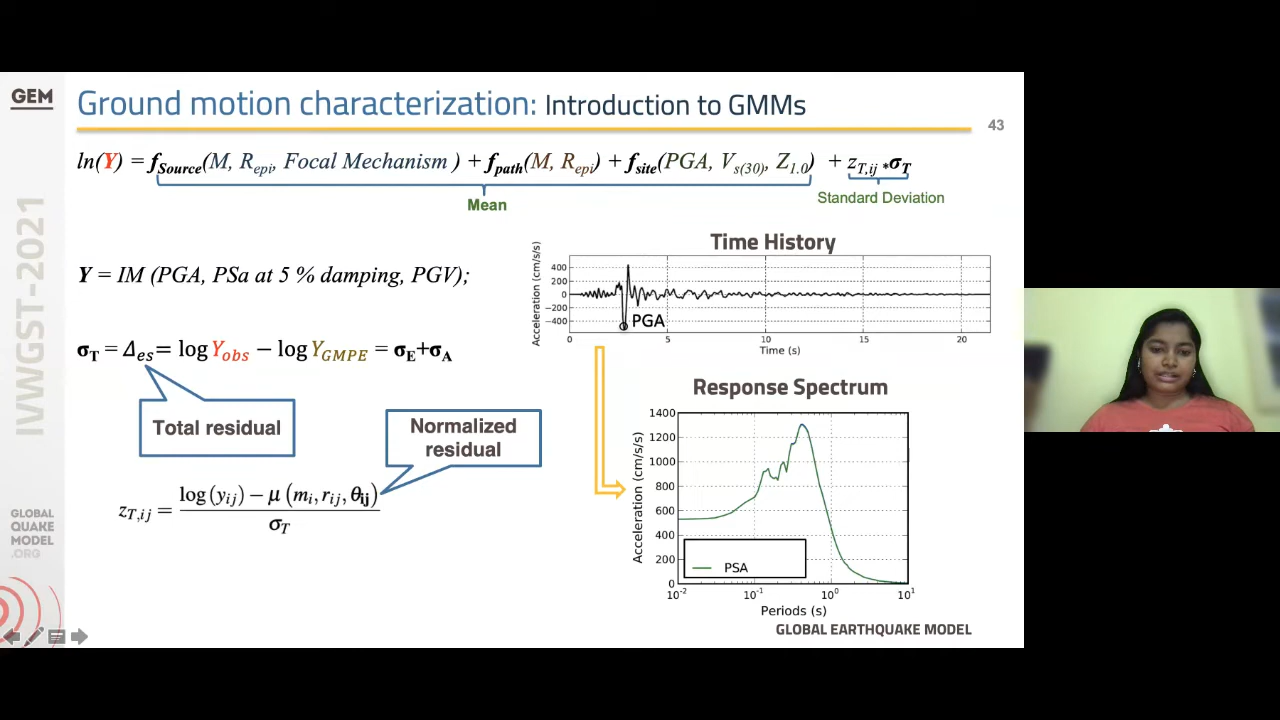 GEM
Ground motion characterization: Introduction to GMMs
43
ln(Y) = fSource(M, Repi, Focal Mechanism ) + fpath(M, Repi) + fsite(PGA, Vs(30), Z1.0) + zT,ij *σT
Mean
Standard Deviation
IVWGST-2021
Y = IM (PGA, PSa at 5 % damping, PGV);
σT = Δes= log Yobs − log YGMPE = σE+σA
Total residual
Normalized
residual
zT,ij = log(yij) − μ (mi, rij, θij)
σT
Time History
Acceleration (cm/s/s)
400
200
0
−200
−400
PGA
0 5 10 15 20
Time (s)
Response Spectrum
Acceleration (cm/s/s)
1400
1200
1000
800
600
400
200
0
PSA
10-2 10-1 100 101
Periods (s)
GLOBAL
QUAKE
MODEL
.ORG
GLOBAL EARTHQUAKE MODEL